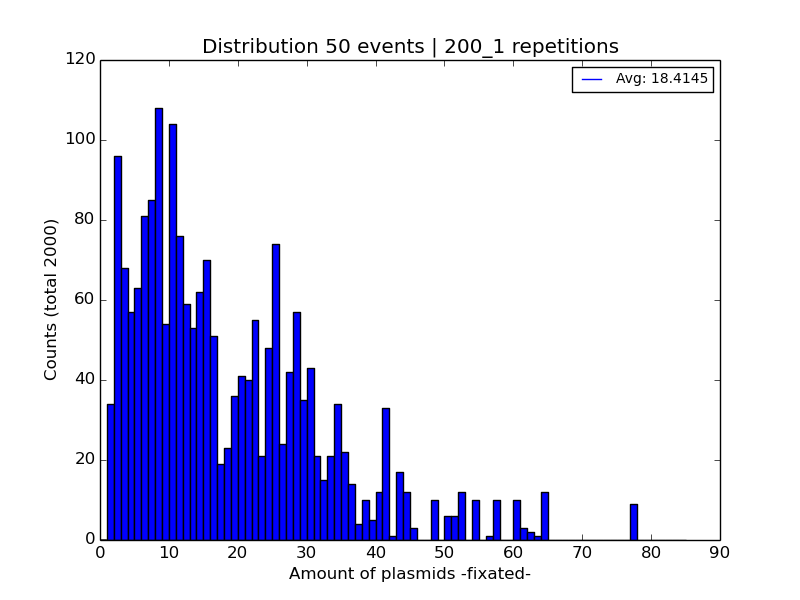 Distribution 50 events | 200_1 repetitions
Avg: 18.4145
120
100
80
60
40
20
0
Counts (total 2000)
0 10 20 30 40 50 60 70 80 90
Amount of plasmids -fixated-